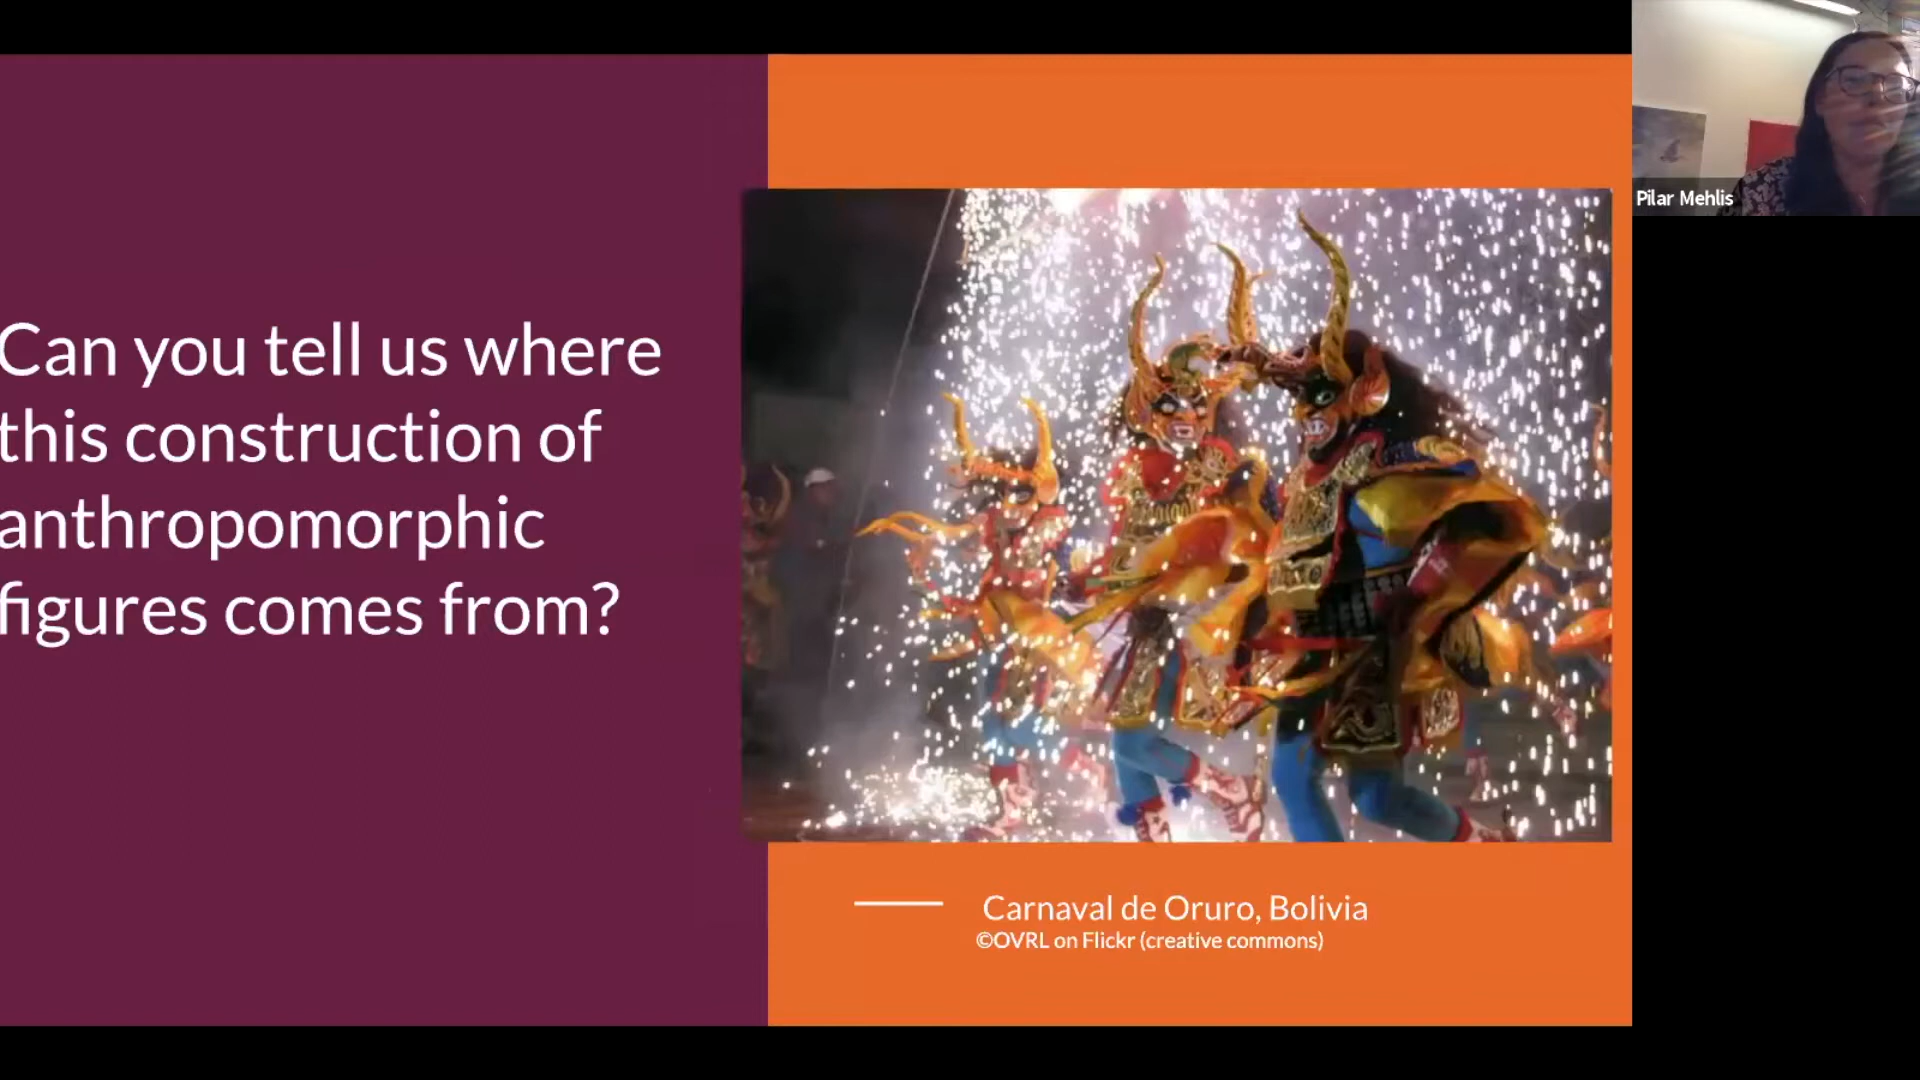 Can you tell us where
this construction of
anthropomorphic
figures comes from?
Carnaval de Oruro, Bolivia
©OVRL on Flickr (creative commons)
Pilar Mehlis